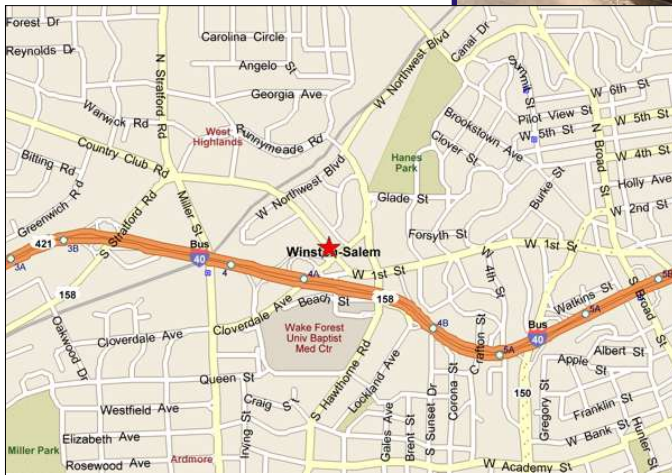 Forest Dr
Reynolds Dr
Carolina Circle
Angelo St
Georgia Ave
N Stratford Rd
W Northwest Blvd
Canal Dr
Summit St
W 6th St
Pilot View St
W 5th St
W 5th St
Brookstown Ave
Clover St
N Broad St
W 4th St
Holly Ave
W 2nd St
Burke St
Warwick Rd
West
Highlands
Runnymeade Rd
Country Club Rd
Bilting Rd
Greenwich Rd
S Stratford Rd
Miller St
W Northwest Blvd
Hanes
Park
Glade St
Forsyth St
W 4th St
W 1st St
Winston-Salem
W 1st St
421
3B
3A
Bus
40
4
4A
158
158
Beach St
Cloverdale Ave
Cloverdale Ave
Wake Forest
Univ Baptist
Med Ctr
Oakwood Dr
Queen St
Craig St
Westfield Ave
Elizabeth Ave
Rosewood Ave
Miller Park
Ardmore
Irving St
S Hawthorne Rd
Lockland Ave
Gales Ave
Brent St
S Sunset Dr
Corona St
Crafton St
4B
5A
5A
5B
Bus
40
Watkins St
S Broad St
Albert St
Apple St
150
Gregory St
Franklin St
W Bank St
Hunter St
W Academy St